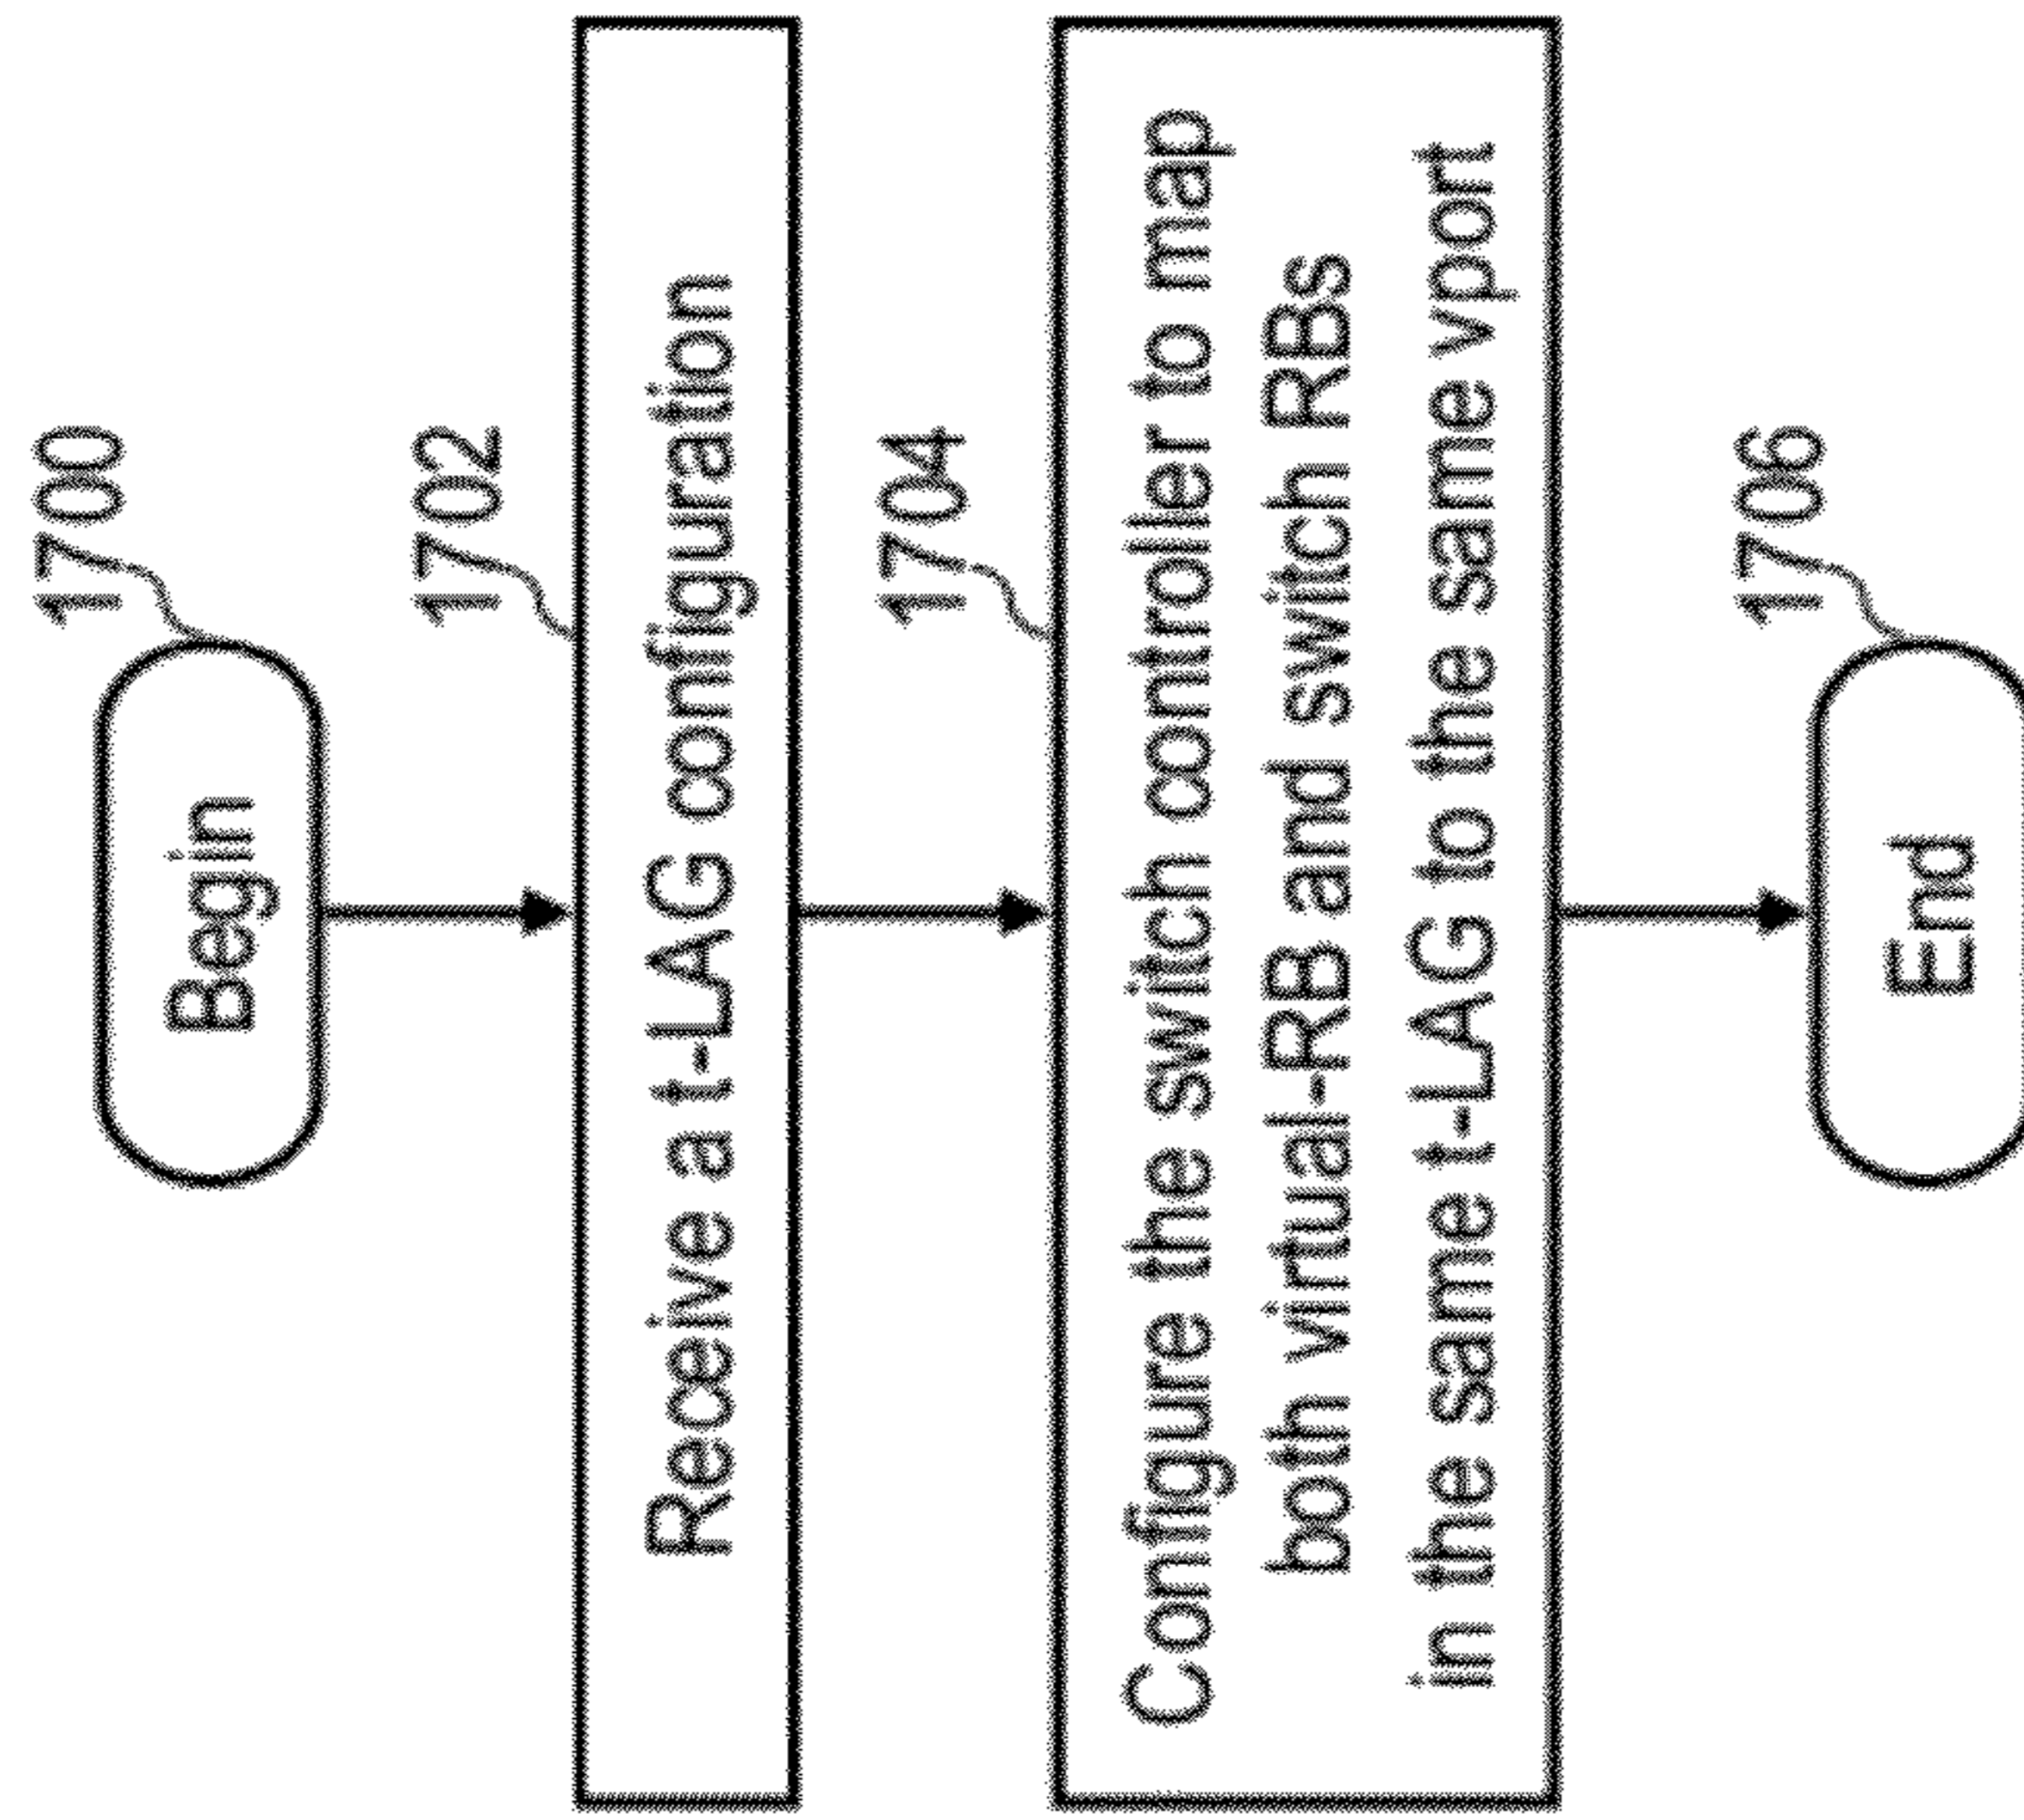 1700
Begin
1702
Receive a t-LAG configuration
1704
Configure the switch controller to map
both virtual-RB and switch RBs
in the same t-LAG to the same vport
1706
End